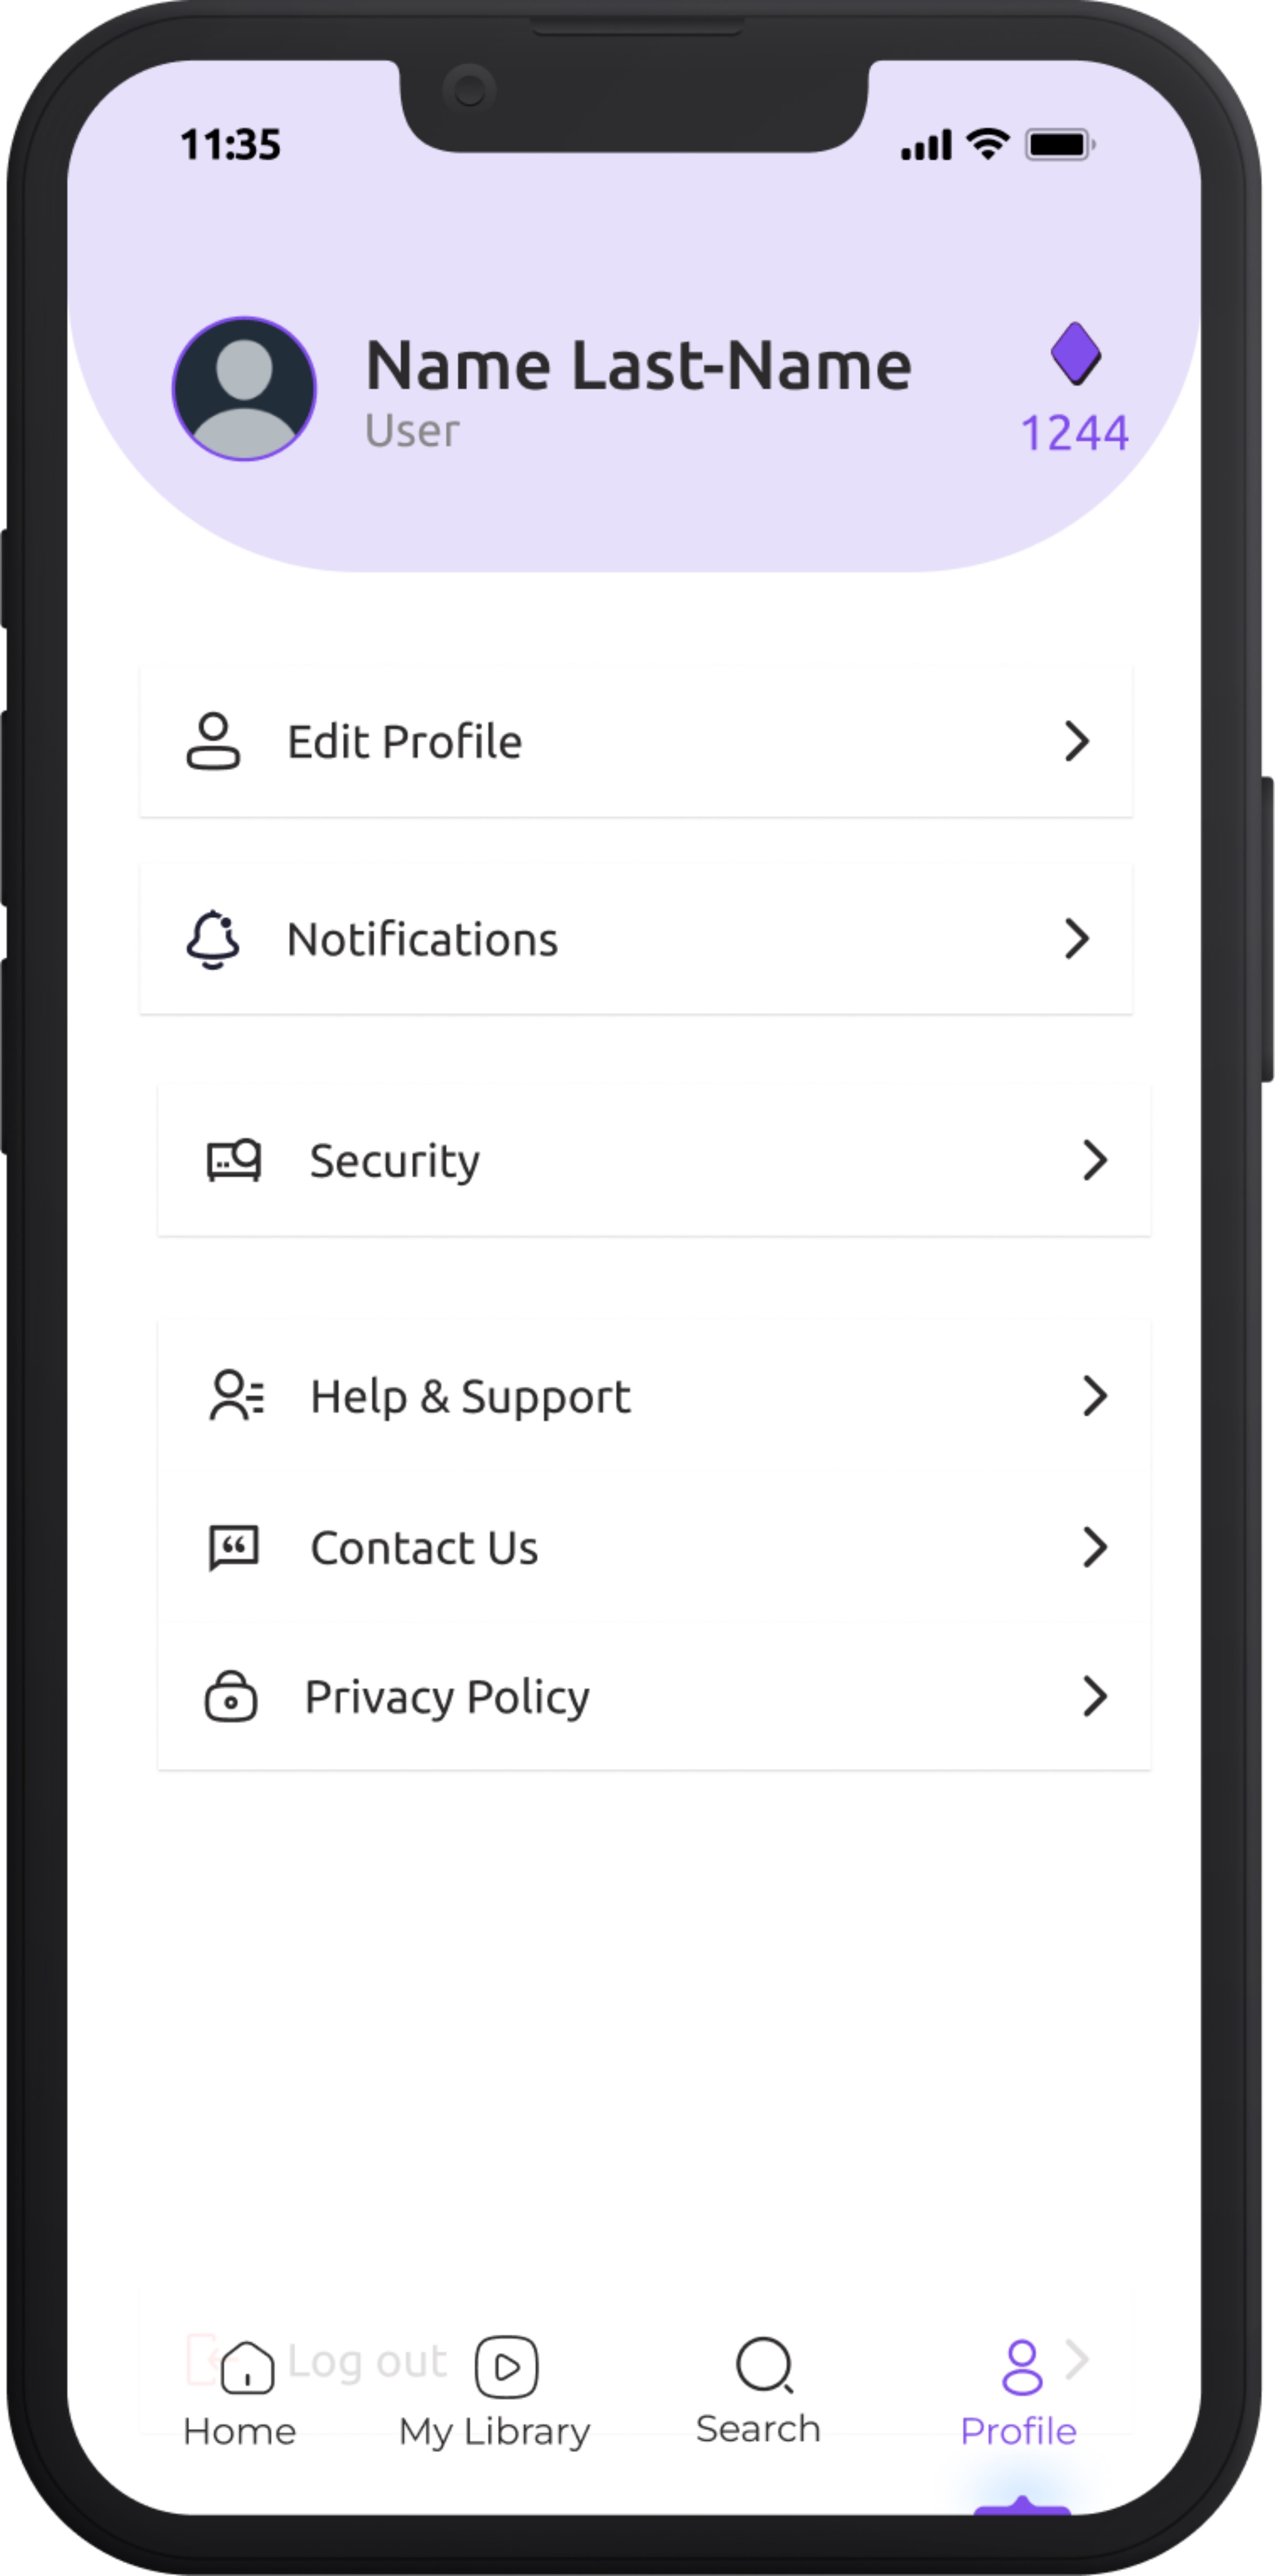 11:35
Name Last-Name
User
1244
Edit Profile
Notifications
Security
Help & Support
Contact Us
Privacy Policy
Log out
Home
My Library
Search
Profile